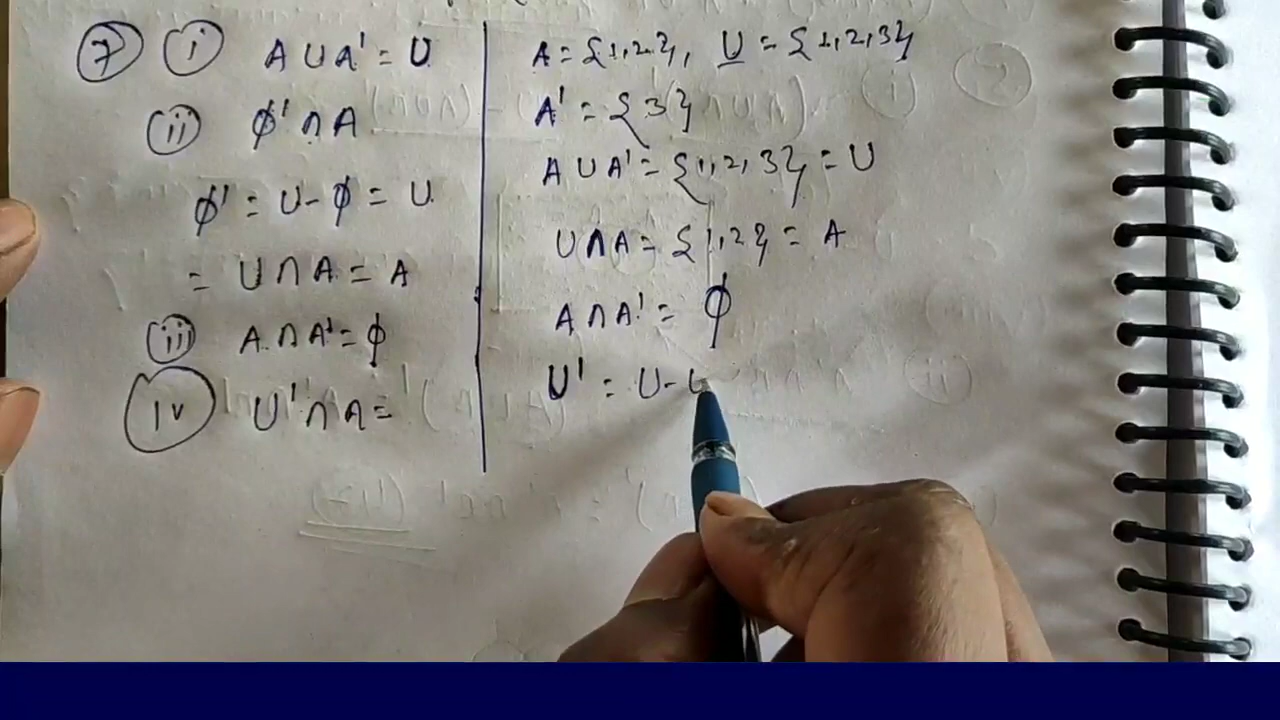 7 i A ∪ A' = U
ii φ' ∩ A
φ' = U - φ = U
= U ∩ A = A
iii A ∩ A' = φ
iv U' ∩ A =
A = {1,2}, U = {1,2,3}
A' = {3}
A ∪ A' = {1,2,3} = U
U ∩ A = {1,2} = A
A ∩ A' = φ
U' = U - U